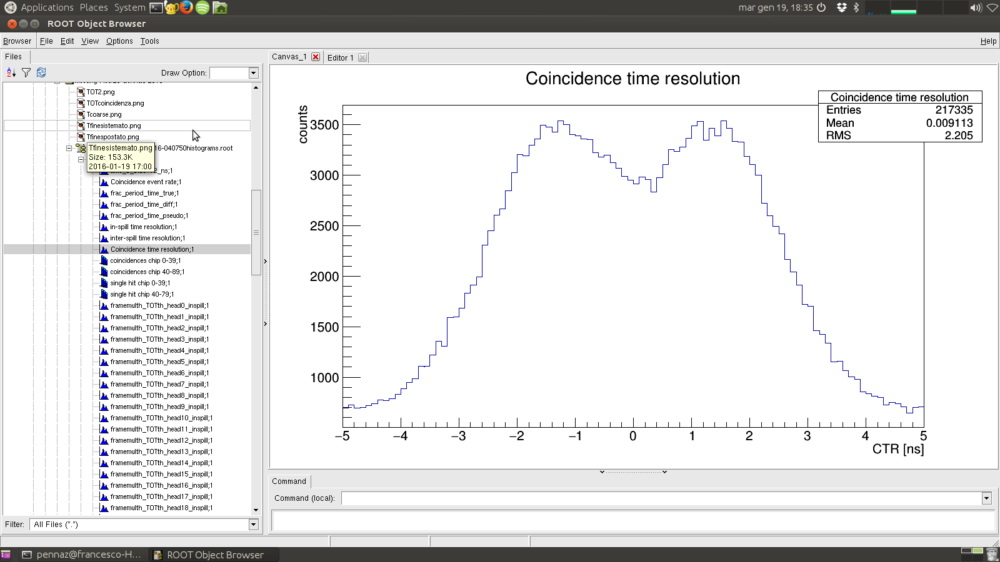 Applications Places System
mar gen 19, 18:35
ROOT Object Browser
Browser File Edit View Options Tools Help
Files
Draw Option:
TOT2.png
TOTcoincidenza.png
Tcoarse.png
Tfinesistemato.png
Tfinespostato.png
16-040750histograms.root
Tfinesistemato.png
Size: 153.3K
2016-01-19 17:00
Coincidence event rate;1
frac_period_time_true;1
frac_period_time_diff;1
frac_period_time_pseudo;1
in-spill time resolution;1
inter-spill time resolution;1
Coincidence time resolution;1
coincidences chip 0-39;1
coincidences chip 40-89;1
single hit chip 0-39;1
single hit chip 40-79;1
framemulth_TOTth_head0_inspill;1
framemulth_TOTth_head1_inspill;1
framemulth_TOTth_head2_inspill;1
framemulth_TOTth_head3_inspill;1
framemulth_TOTth_head4_inspill;1
framemulth_TOTth_head5_inspill;1
framemulth_TOTth_head6_inspill;1
framemulth_TOTth_head7_inspill;1
framemulth_TOTth_head8_inspill;1
framemulth_TOTth_head9_inspill;1
framemulth_TOTth_head10_inspill;1
framemulth_TOTth_head11_inspill;1
framemulth_TOTth_head12_inspill;1
framemulth_TOTth_head13_inspill;1
framemulth_TOTth_head14_inspill;1
framemulth_TOTth_head15_inspill;1
framemulth_TOTth_head16_inspill;1
framemulth_TOTth_head17_inspill;1
framemulth_TOTth_head18_inspill;1
Filter: All Files (*.*)
Canvas_1 Editor 1
Coincidence time resolution
Coincidence time resolution
Entries 217335
Mean 0.009113
RMS 2.205
counts
3500
3000
2500
2000
1500
1000
−5 −4 −3 −2 −1 0 1 2 3 4 5
CTR [ns]
Command
Command (local):
pennaz@francesco-H... ROOT Object Browser